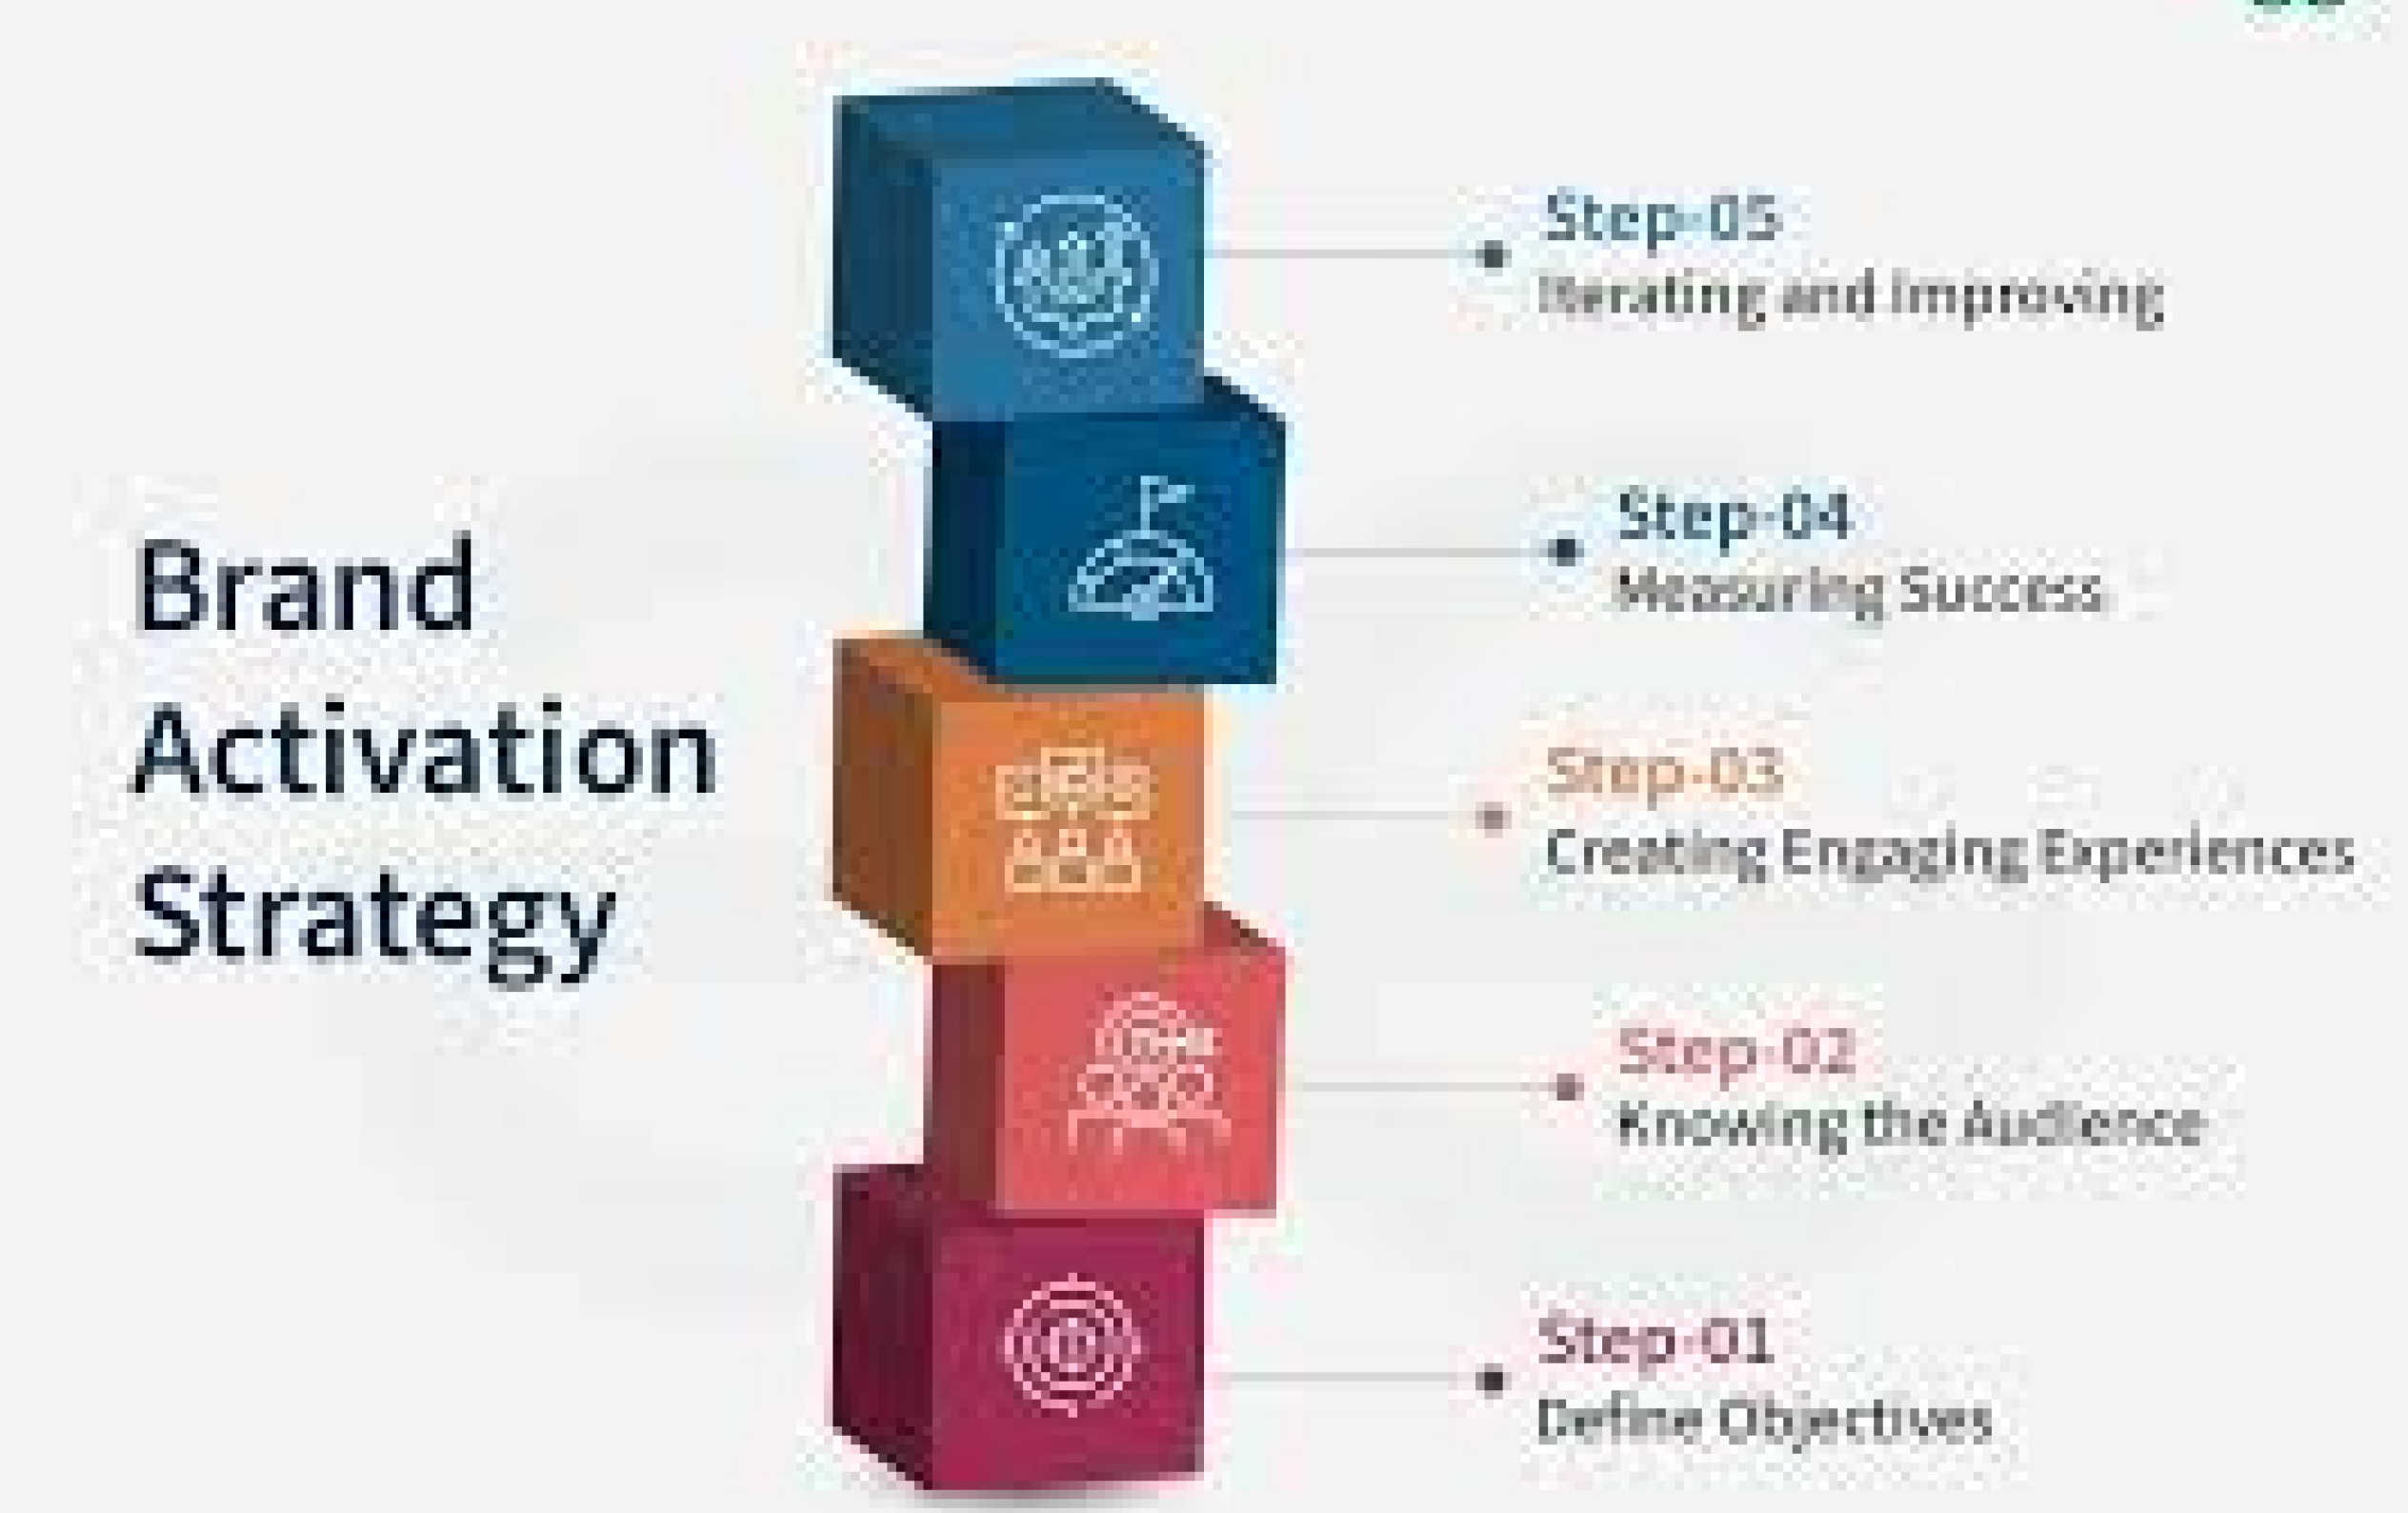 Brand
Activation
Strategy
Step-05
Iterating and Improving
Step-04
Measuring Success
Step-03
Creating Engaging Experiences
Step-02
Knowing the Audience
Step-01
Define Objectives